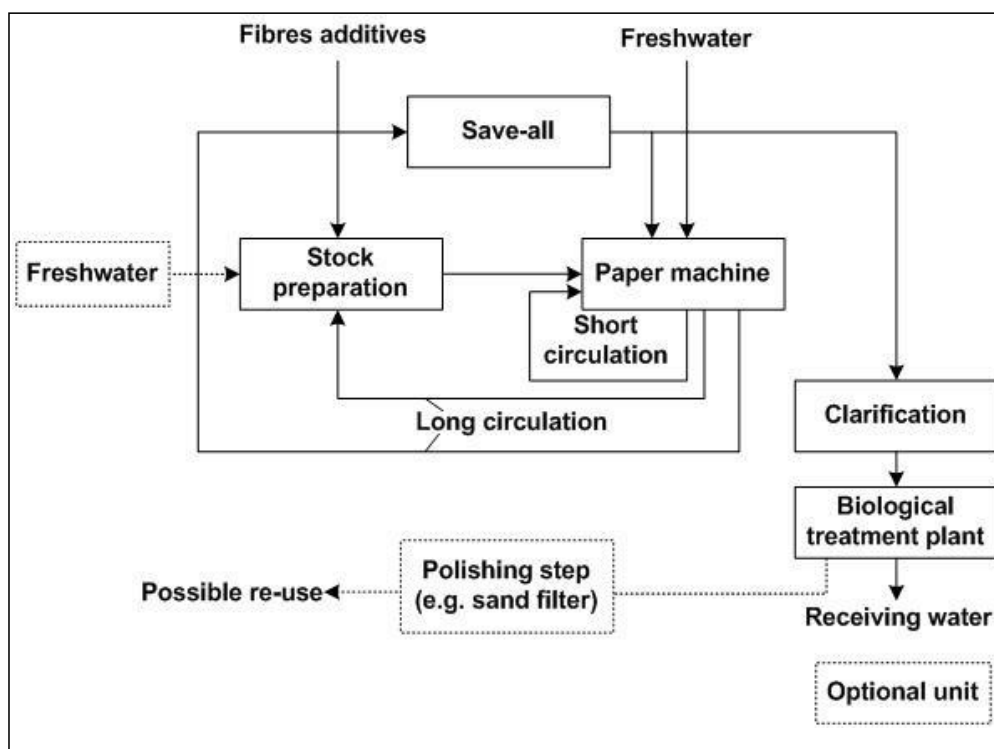 Fibres additives
Freshwater
Save-all
Freshwater
Stock
preparation
Paper machine
Short
circulation
Long circulation
Clarification
Biological
treatment plant
Polishing step
(e.g. sand filter)
Possible re-use
Receiving water
Optional unit